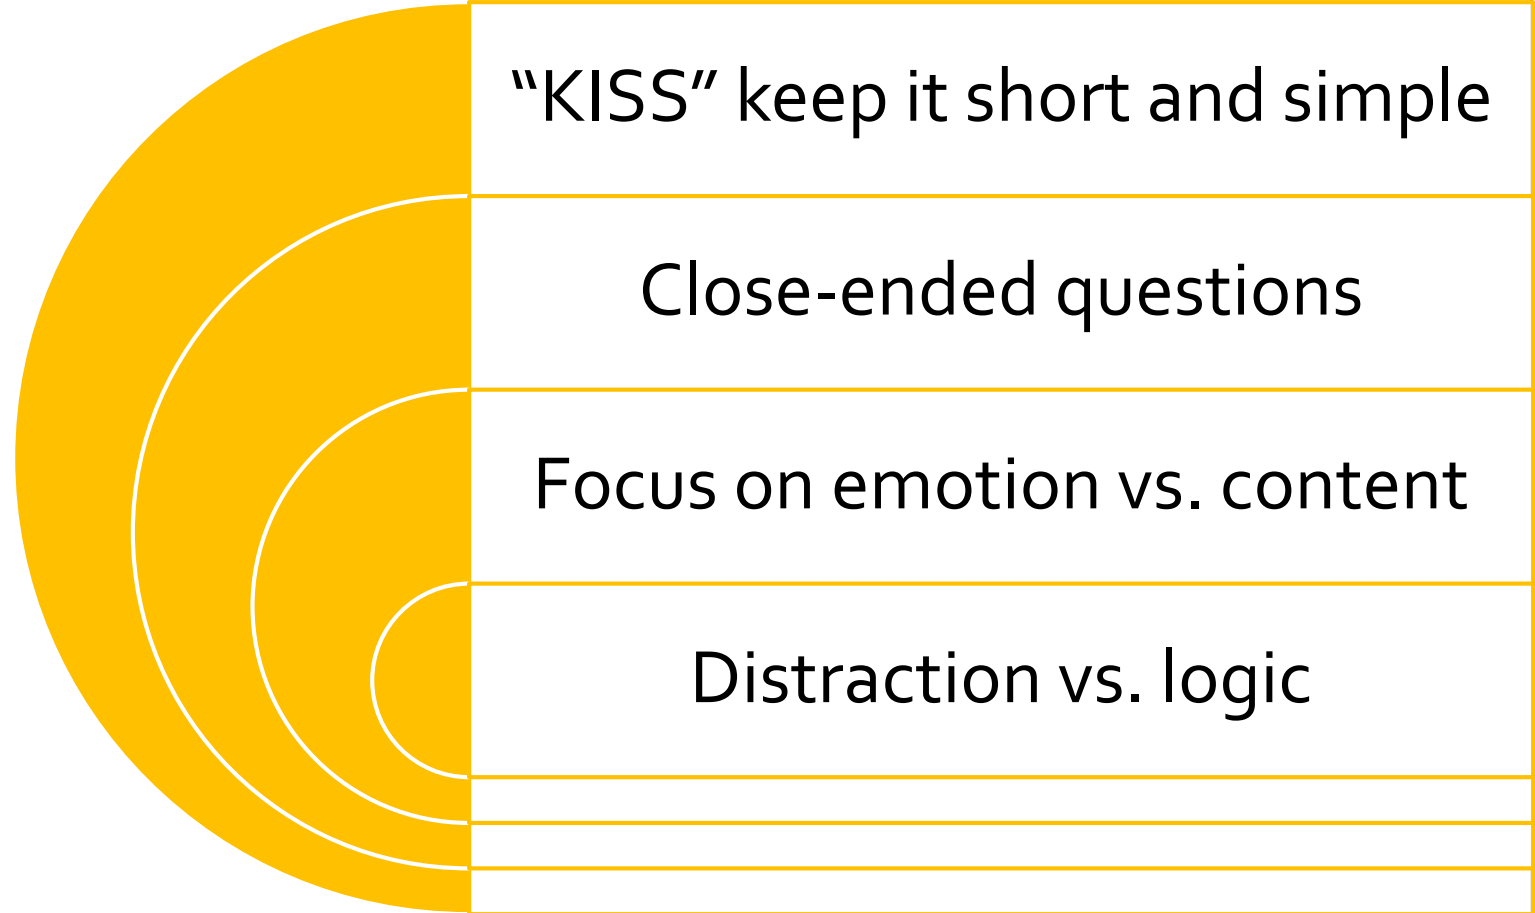 “KISS” keep it short and simple
Close-ended questions
Focus on emotion vs. content
Distraction vs. logic